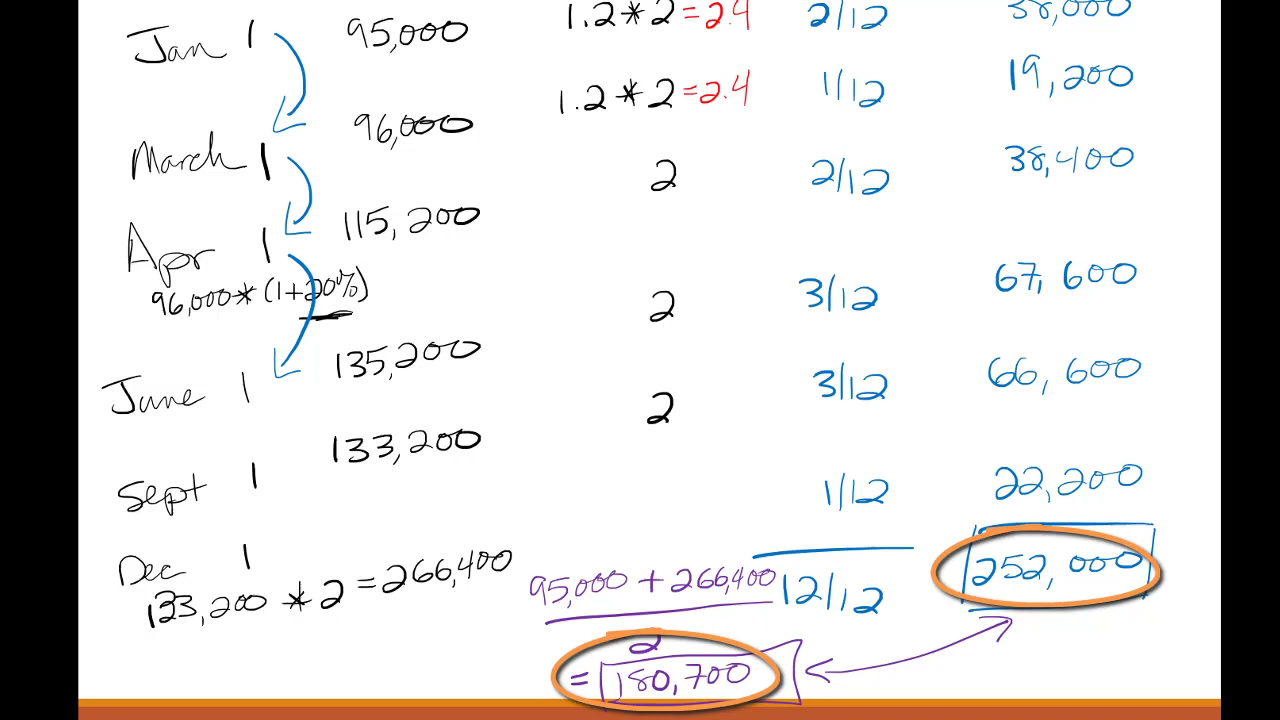 Jan 1 95,000 1.2*2=2.4 2/12 38,000
March 1 96,000 1.2*2=2.4 1/12 19,200
Apr 1 115,200 2 2/12 38,400
96,000*(1+20%)
June 1 135,200 2 3/12 67,600
Sept 1 133,200 2 3/12 66,600
Dec 1 1/12 22,200
133,200 * 2 = 266,400
95,000 + 266,400 12/12 252,000
2
= 180,700